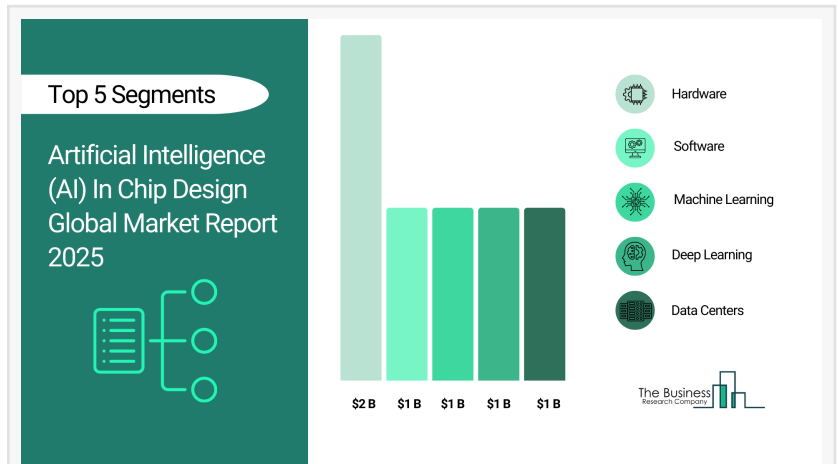 Top 5 Segments
Artificial Intelligence
(AI) In Chip Design
Global Market Report
2025
$2 B
$1 B
$1 B
$1 B
$1 B
Hardware
Software
Machine Learning
Deep Learning
Data Centers
The Business
Research Company